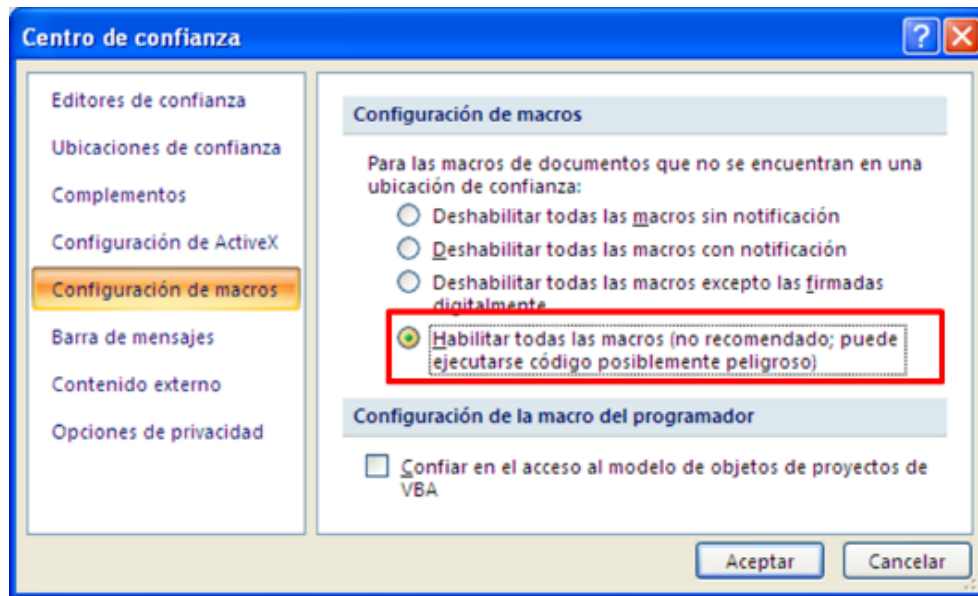 Centro de confianza
Editores de confianza
Ubicaciones de confianza
Complementos
Configuración de ActiveX
Configuración de macros
Barra de mensajes
Contenido externo
Opciones de privacidad
Configuración de macros
Para las macros de documentos que no se encuentran en una
ubicación de confianza:
Deshabilitar todas las macros sin notificación
Deshabilitar todas las macros con notificación
Deshabilitar todas las macros excepto las firmadas
digitalmente
Habilitar todas las macros (no recomendado; puede
ejecutarse código posiblemente peligroso)
Configuración de la macro del programador
Confiar en el acceso al modelo de objetos de proyectos de
VBA
Aceptar
Cancelar